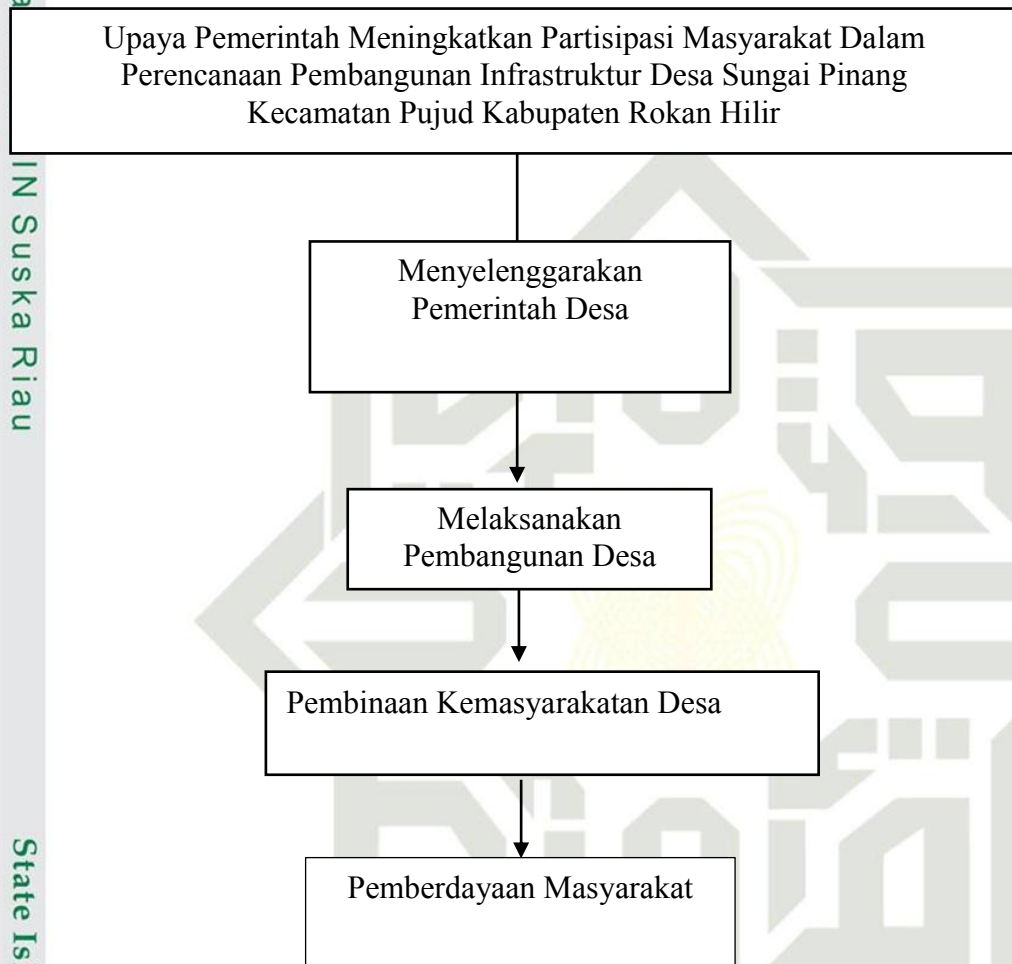 Upaya Pemerintah Meningkatkan Partisipasi Masyarakat Dalam
Perencanaan Pembangunan Infrastruktur Desa Sungai Pinang
Kecamatan Pujud Kabupaten Rokan Hilir
Menyelenggarakan
Pemerintah Desa
Melaksanakan
Pembangunan Desa
Pembinaan Kemasyarakatan Desa
Pemberdayaan Masyarakat
IN Suska Riau
State Is